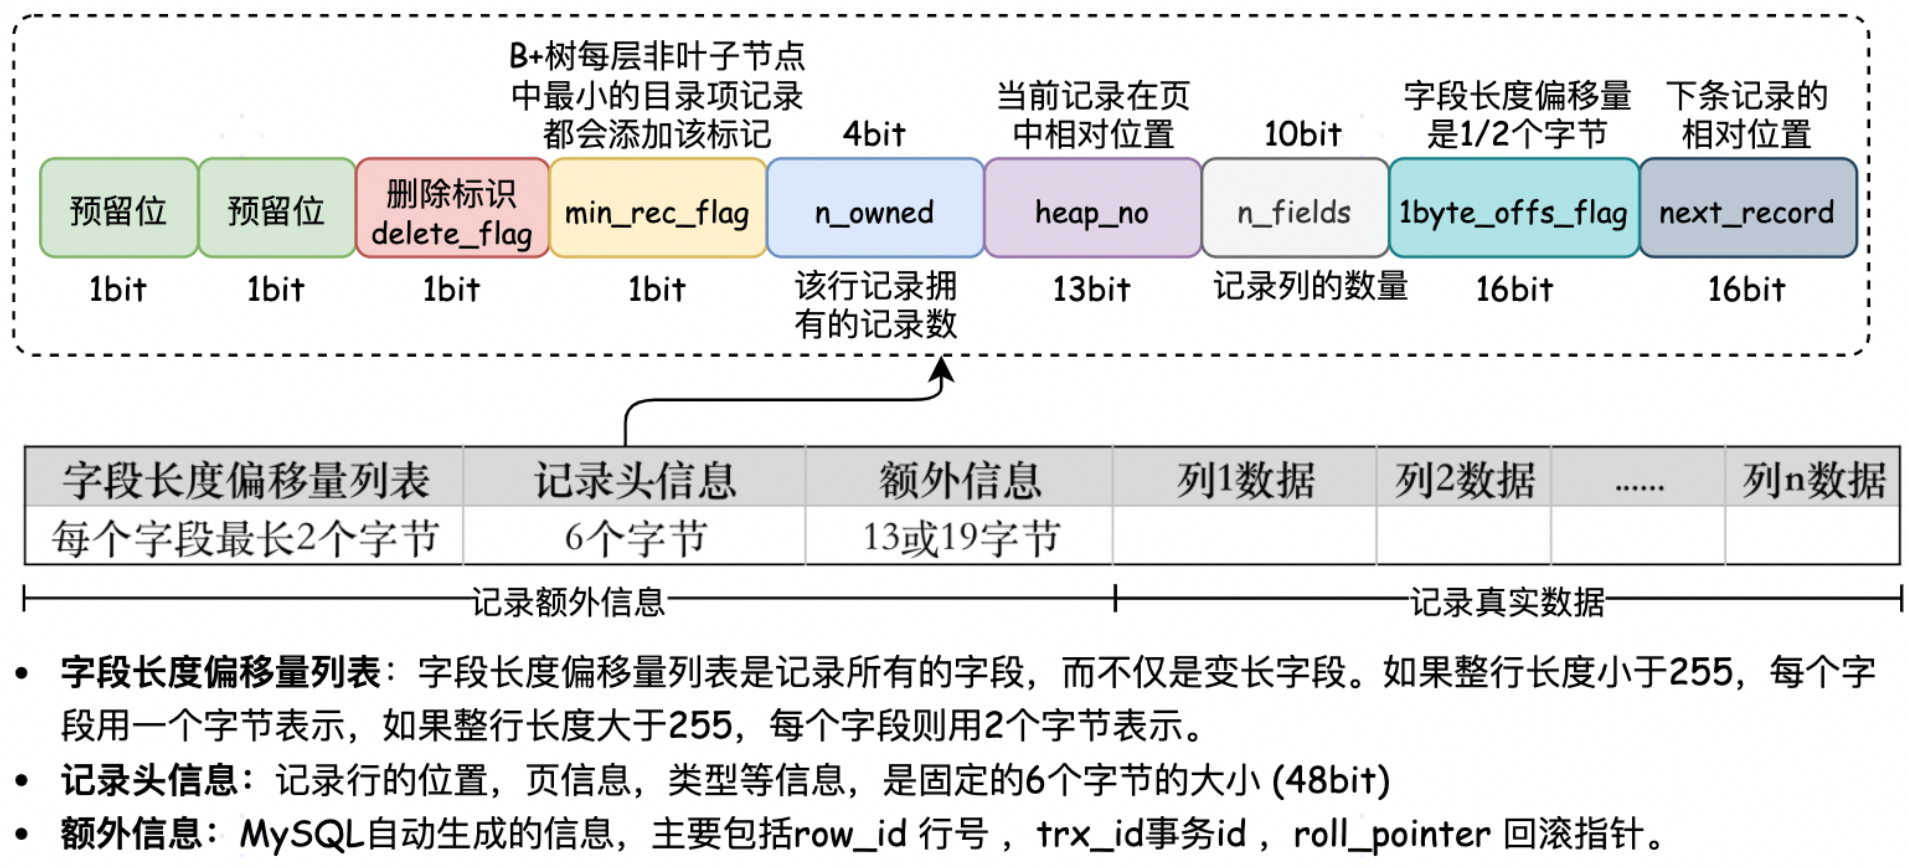 B+树每层非叶子节点
中最小的目录项记录
都会添加该标记
4bit
当前记录在页
中相对位置
10bit
字段长度偏移量
是1/2个字节
下条记录的
相对位置
预留位
预留位
删除标识
delete_flag
min_rec_flag
n_owned
heap_no
n_fields
1byte_offs_flag
next_record
1bit
1bit
1bit
1bit
该行记录拥
有的记录数
13bit
记录列的数量
16bit
16bit
字段长度偏移量列表 记录头信息 额外信息 列1数据 列2数据 ...... 列n数据
每个字段最长2个字节 6个字节 13或19字节
记录额外信息 记录真实数据
• 字段长度偏移量列表：字段长度偏移量列表是记录所有的字段，而不仅是变长字段。如果整行长度小于255，每个字
段用一个字节表示，如果整行长度大于255，每个字段则用2个字节表示。
• 记录头信息：记录行的位置，页信息，类型等信息，是固定的6个字节的大小 (48bit)
• 额外信息：MySQL自动生成的信息，主要包括row_id 行号 ，trx_id事务id ，roll_pointer 回滚指针。